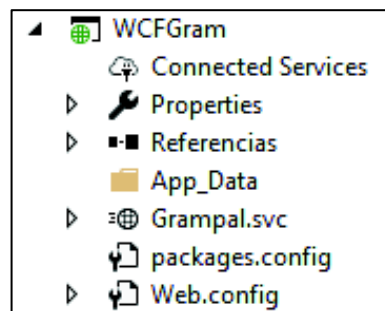 WCFGram
Connected Services
Properties
Referencias
App_Data
Grampal.svc
packages.config
Web.config